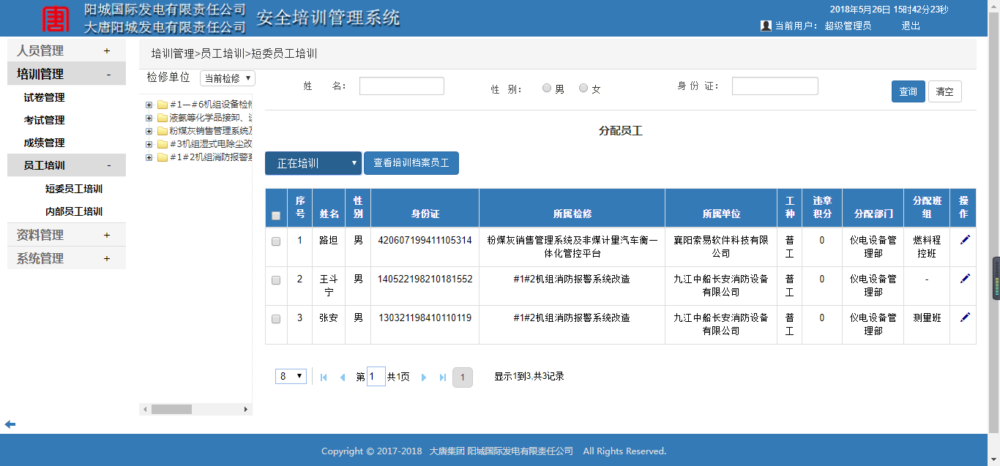 唐
阳城国际发电有限责任公司
大唐阳城发电有限责任公司
安全培训管理系统
2018年5月26日 15时42分23秒
当前用户： 超级管理员 退出
人员管理 +
培训管理 -
试卷管理
考试管理
成绩管理
员工培训 -
短委员工培训
内部员工培训
资料管理 +
系统管理 +
培训管理>员工培训>短委员工培训
检修单位 当前检修
#1—#6机组设备检修
液氨等化学品接卸、
粉煤灰销售管理系统及
#3机组湿式电除尘改
#1#2机组消防报警系
姓 名： 性 别： 男 女 身 份 证： 查询 清空
分配员工
正在培训 查看培训档案员工
序号 姓名 性别 身份证 所属检修 所属单位 工种 违章积分 分配部门 分配班组 操作
1 路坦 男 420607199411105314 粉煤灰销售管理系统及非煤计量汽车衡一体化管控平台 襄阳索易软件科技有限公司 普工 0 仪电设备管理部 燃料程控班
2 王斗宁 男 140522198210181552 #1#2机组消防报警系统改造 九江中船长安消防设备有限公司 普工 0 仪电设备管理部 -
3 张安 男 130321198410110119 #1#2机组消防报警系统改造 九江中船长安消防设备有限公司 普工 0 仪电设备管理部 测量班
8 第 1 共1页 1 显示1到3,共3记录
Copyright © 2017-2018 大唐集团 阳城国际发电有限责任公司 All Rights Reserved.